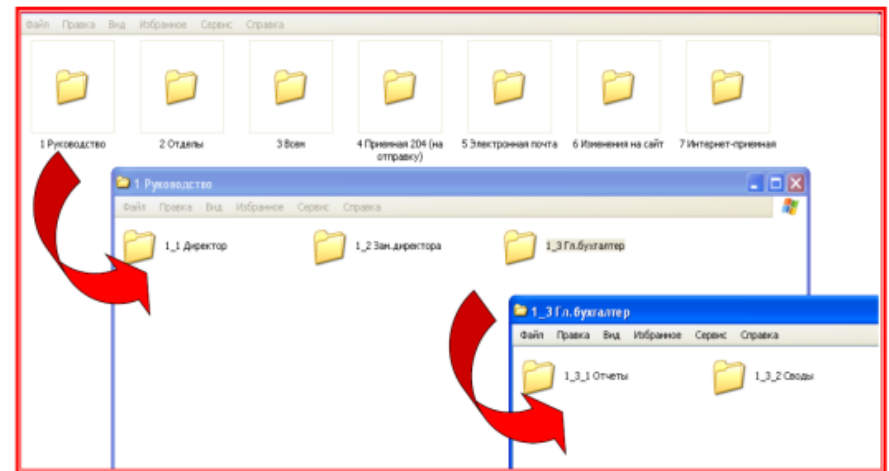 Файл Правка Вид Избранное Сервис Справка
1 Руководство 2 Отделы 3 Всем 4 Приемная 204 (на отправку) 5 Электронная почта 6 Изменения на сайт 7 Интернет-приемная
1 Руководство
Файл Правка Вид Избранное Сервис Справка
1_1 Директор 1_2 Зам.директора 1_3 Гл.бухгалтер
1_3 Гл.бухгалтер
Файл Правка Вид Избранное Сервис Справка
1_3_1 Отчеты 1_3_2 Своды